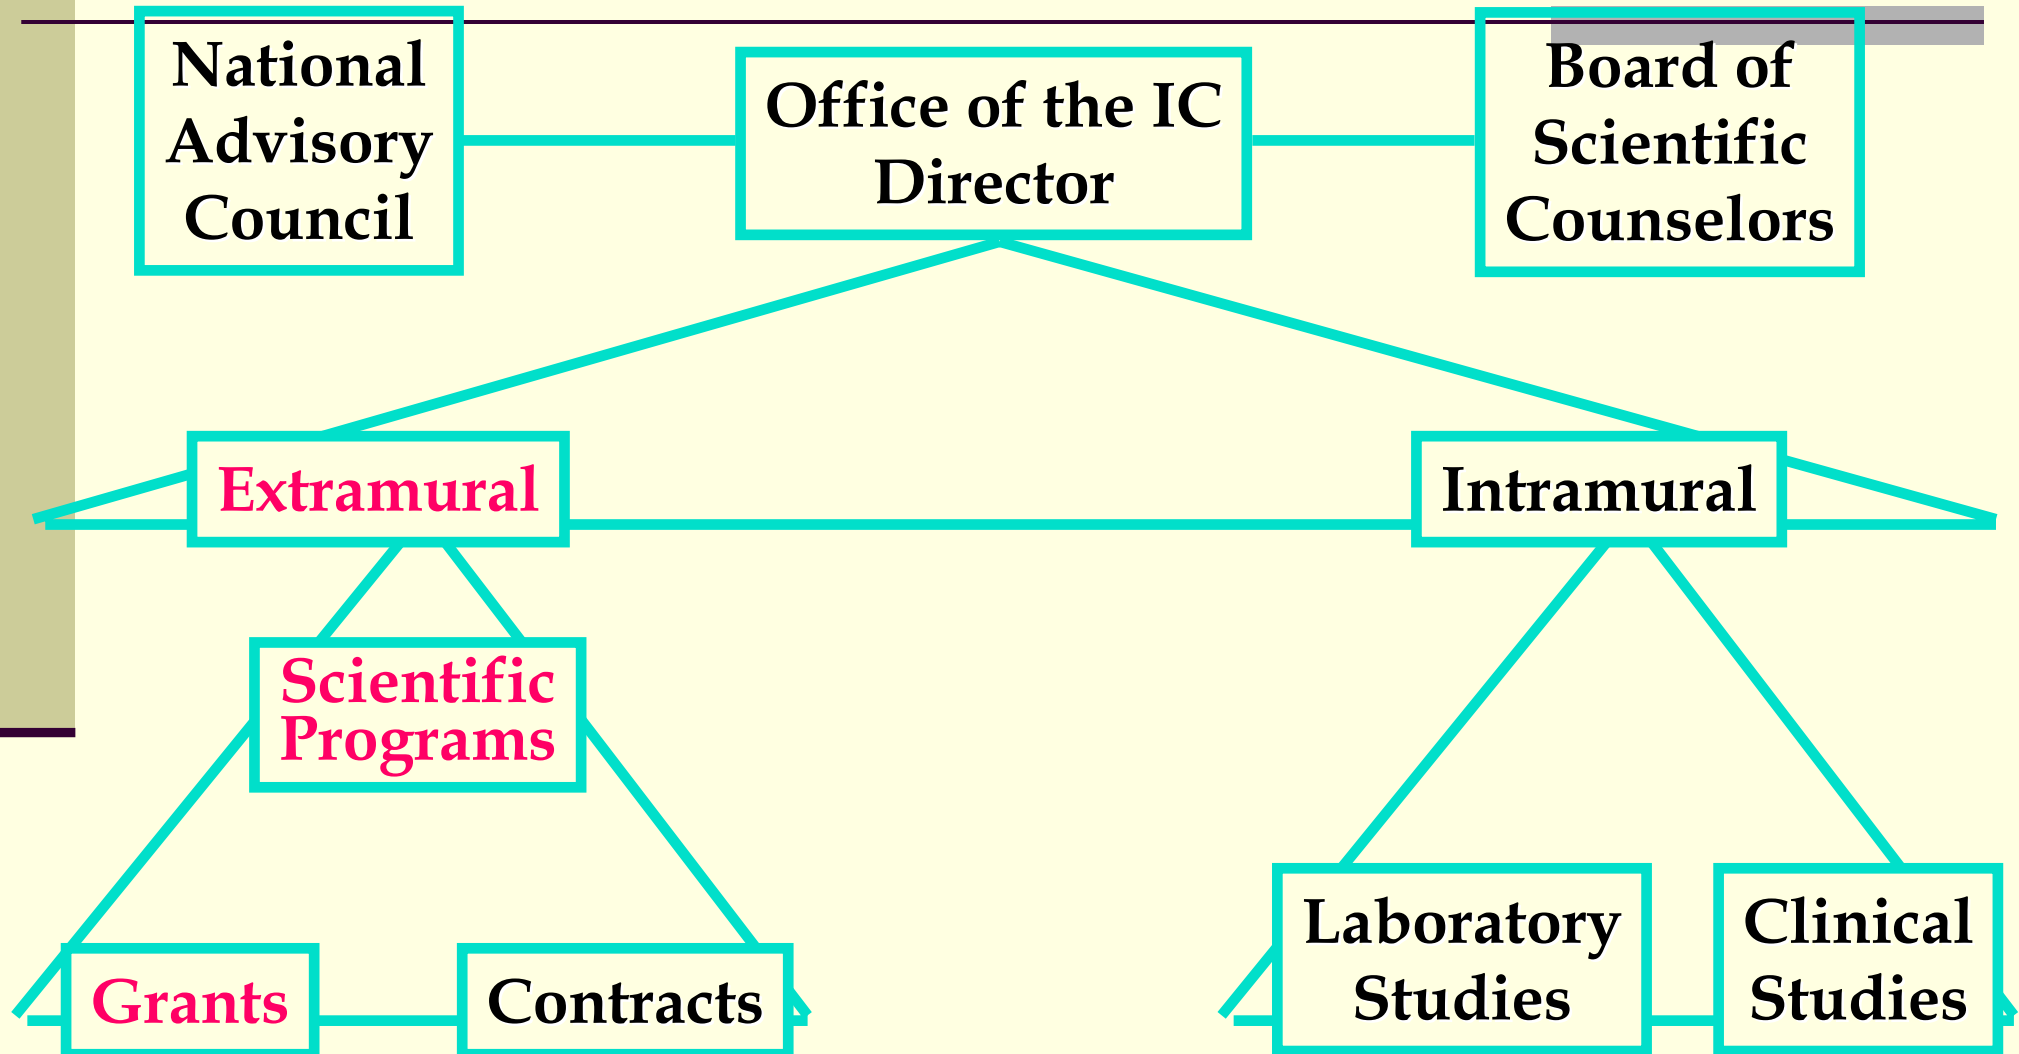 National
Advisory
Council
Office of the IC
Director
Board of
Scientific
Counselors
Extramural
Intramural
Scientific
Programs
Grants
Contracts
Laboratory
Studies
Clinical
Studies